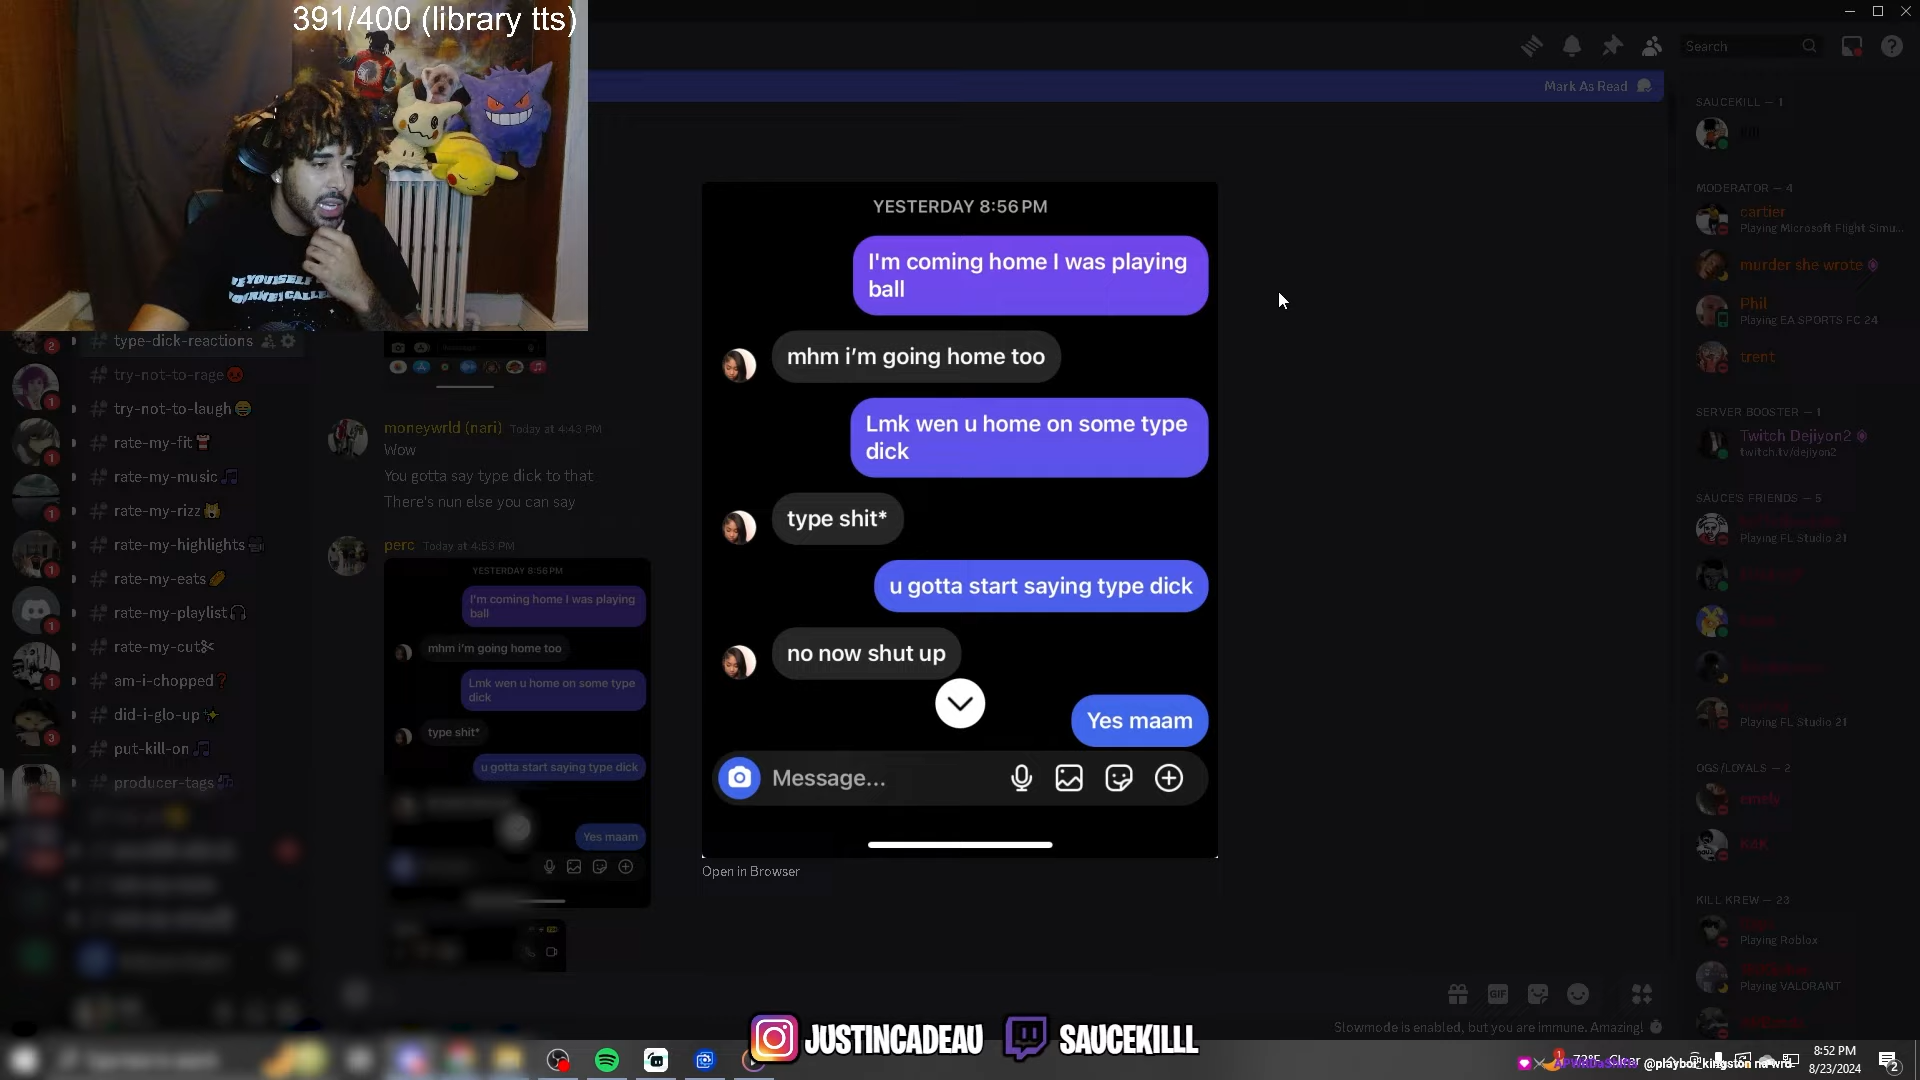 391/400 (library tts)
Search
Mark As Read
YESTERDAY 8:56 PM
I'm coming home I was playing
ball
mhm i'm going home too
Lmk wen u home on some type
dick
type shit*
u gotta start saying type dick
no now shut up
Yes maam
Message...
Open in Browser
type-dick-reactions
try-not-to-rage
try-not-to-laugh
rate-my-fit
rate-my-music
rate-my-rizz
rate-my-highlights
rate-my-eats
rate-my-playlist
rate-my-cut
am-i-chopped
did-i-glo-up
put-kill-on
producer-tags
moneywrld (nari) Today at 4:43 PM
Wow
You gotta say type dick to that
There's nun else you can say
perc Today at 4:53 PM
YESTERDAY 8:56 PM
I'm coming home I was playing
ball
mhm i'm going home too
Lmk wen u home on some type
dick
type shit*
u gotta start saying type dick
Yes maam
SAUCEKILL — 1
MODERATOR — 4
cartier
Playing Microsoft Flight Simu...
murder she wrote
Phil
Playing EA SPORTS FC 24
trent
SERVER BOOSTER — 1
Twitch Dejiyon2
twitch.tv/dejiyon2
SAUCE'S FRIENDS — 5
Playing FL Studio 21
Playing FL Studio 21
OGS/LOYALS — 2
emely
KILL KREW — 23
Playing Roblox
Playing VALORANT
Slowmode is enabled, but you are immune. Amazing!
JUSTINCADEAU
SAUCEKILLL
72°F Clear
@playboi_kingston na wrd
8:52 PM
8/23/2024